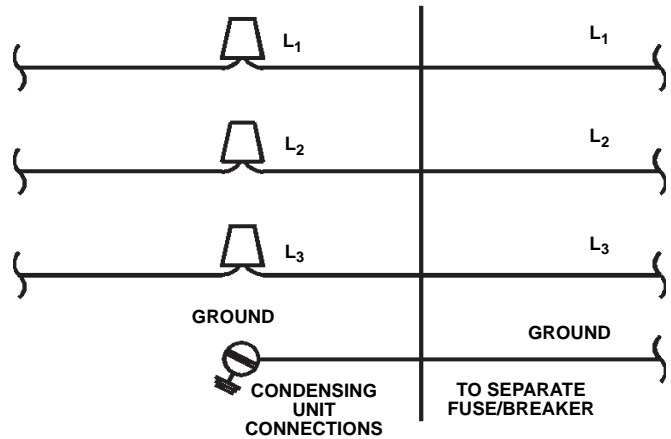 L1 L1
L2 L2
L3 L3
GROUND
GROUND
CONDENSING
UNIT
CONNECTIONS
TO SEPARATE
FUSE/BREAKER